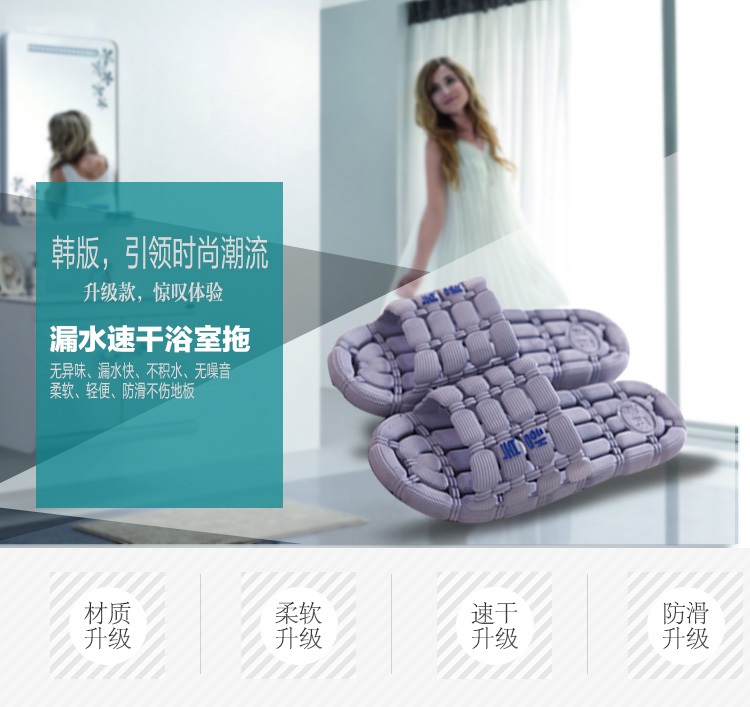 韩版，引领时尚潮流
升级款，惊叹体验
漏水速干浴室拖
无异味、漏水快、不积水、无噪音
柔软、轻便、防滑不伤地板
材质
升级
柔软
升级
速干
升级
防滑
升级